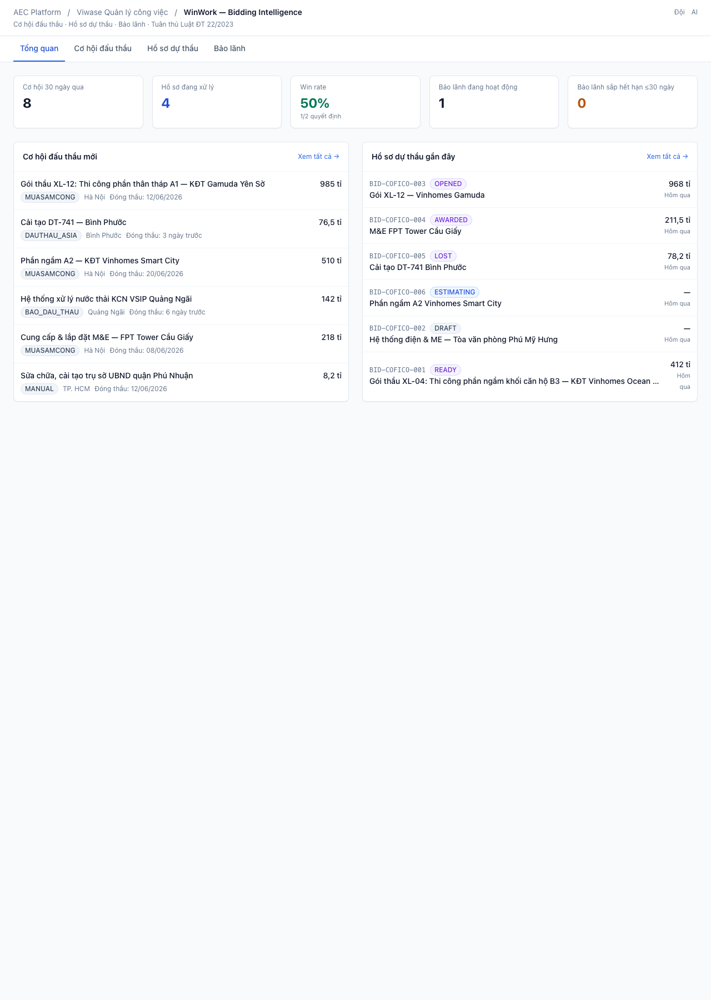 AEC Platform / Viwase Quản lý công việc / WinWork — Bidding Intelligence
Đội AI
Cơ hội đấu thầu · Hồ sơ dự thầu · Bảo lãnh · Tuân thủ Luật ĐT 22/2023
Tổng quan Cơ hội đấu thầu Hồ sơ dự thầu Bảo lãnh
Cơ hội 30 ngày qua
8
Hồ sơ đang xử lý
4
Win rate
50%
1/2 quyết định
Bảo lãnh đang hoạt động
1
Bảo lãnh sắp hết hạn ≤30 ngày
0
Cơ hội đấu thầu mới Xem tất cả →
Gói thầu XL-12: Thi công phần thân tháp A1 — KĐT Gamuda Yên Sở 985 tỉ
MUASAMCONG Hà Nội Đóng thầu: 12/06/2026
Cải tạo DT-741 — Bình Phước 76,5 tỉ
DAUTHAU_ASIA Bình Phước Đóng thầu: 3 ngày trước
Phần ngầm A2 — KĐT Vinhomes Smart City 510 tỉ
MUASAMCONG Hà Nội Đóng thầu: 20/06/2026
Hệ thống xử lý nước thải KCN VSIP Quảng Ngãi 142 tỉ
BAO_DAU_THAU Quảng Ngãi Đóng thầu: 6 ngày trước
Cung cấp & lắp đặt M&E — FPT Tower Cầu Giấy 218 tỉ
MUASAMCONG Hà Nội Đóng thầu: 08/06/2026
Sửa chữa, cải tạo trụ sở UBND quận Phú Nhuận 8,2 tỉ
MANUAL TP. HCM Đóng thầu: 12/06/2026
Hồ sơ dự thầu gần đây Xem tất cả →
BID-COFICO-003 OPENED 968 tỉ
Gói XL-12 — Vinhomes Gamuda Hôm qua
BID-COFICO-004 AWARDED 211,5 tỉ
M&E FPT Tower Cầu Giấy Hôm qua
BID-COFICO-005 LOST 78,2 tỉ
Cải tạo DT-741 Bình Phước Hôm qua
BID-COFICO-006 ESTIMATING —
Phần ngầm A2 Vinhomes Smart City Hôm qua
BID-COFICO-002 DRAFT —
Hệ thống điện & ME — Tòa văn phòng Phú Mỹ Hưng Hôm qua
BID-COFICO-001 READY 412 tỉ
Gói thầu XL-04: Thi công phần ngầm khối căn hộ B3 — KĐT Vinhomes Ocean ... Hôm
qua